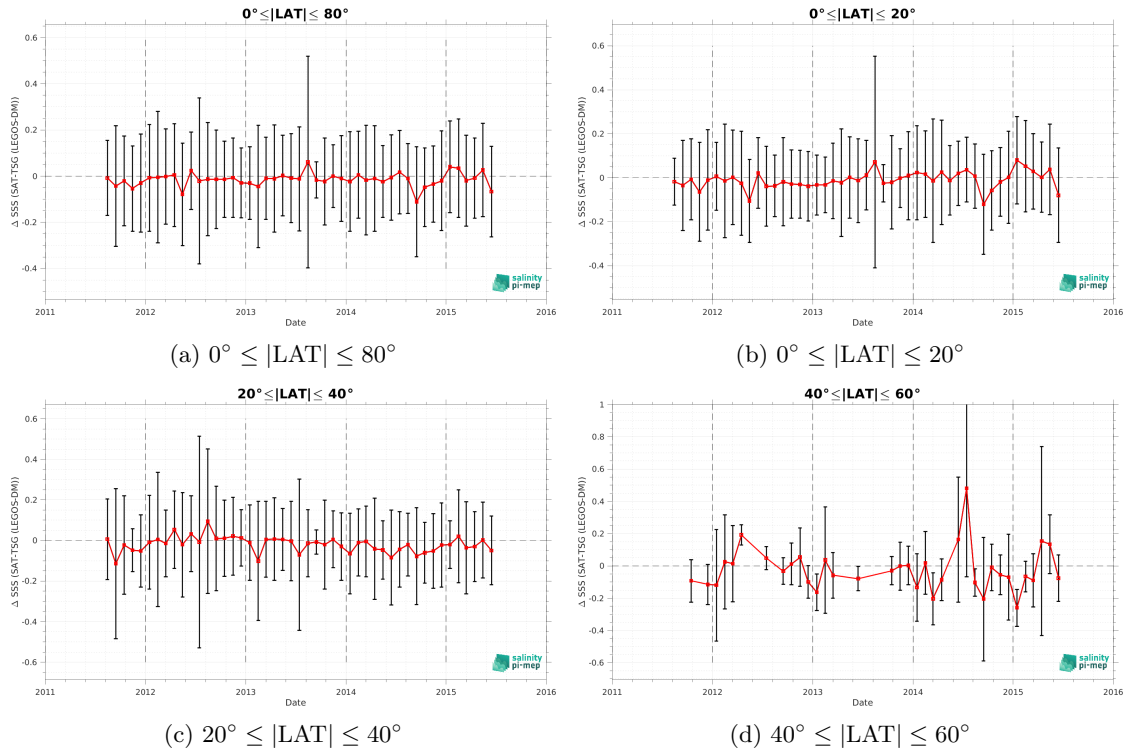 0°≤|LAT|≤ 80°
Δ SSS (SAT-TSG (LEGOS-DM))
0.6
0.4
0.2
0
-0.2
-0.4
2011 2012 2013 2014 2015 2016
Date
salinity
pi-mep
(a) 0° ≤ |LAT| ≤ 80°
0°≤|LAT|≤ 20°
Δ SSS (SAT-TSG (LEGOS-DM))
0.6
0.4
0.2
0
-0.2
-0.4
2011 2012 2013 2014 2015 2016
Date
salinity
pi-mep
(b) 0° ≤ |LAT| ≤ 20°
20°≤|LAT|≤ 40°
Δ SSS (SAT-TSG (LEGOS-DM))
0.6
0.4
0.2
0
-0.2
-0.4
-0.6
2011 2012 2013 2014 2015 2016
Date
salinity
pi-mep
(c) 20° ≤ |LAT| ≤ 40°
40°≤|LAT|≤ 60°
Δ SSS (SAT-TSG (LEGOS-DM))
1
0.8
0.6
0.4
0.2
0
-0.2
-0.4
-0.6
2011 2012 2013 2014 2015 2016
Date
salinity
pi-mep
(d) 40° ≤ |LAT| ≤ 60°